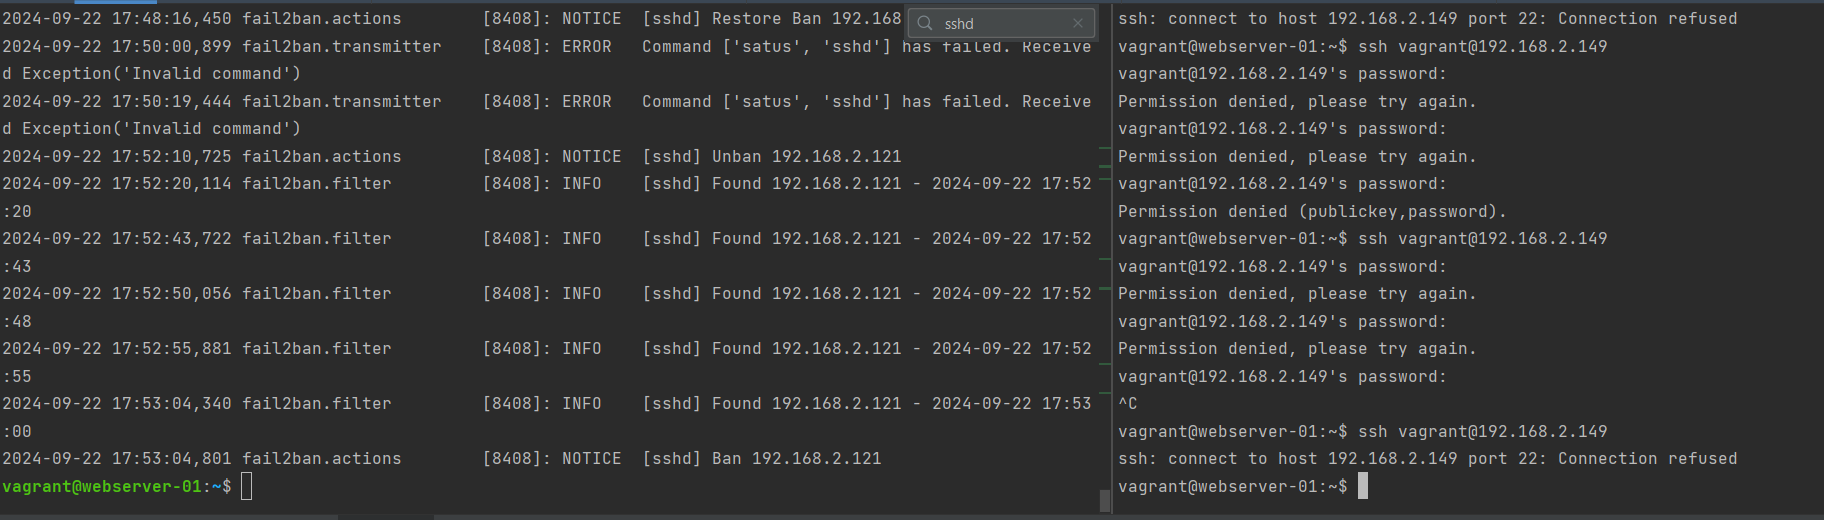 2024-09-22 17:48:16,450 fail2ban.actions [8408]: NOTICE [sshd] Restore Ban 192.168
sshd
2024-09-22 17:50:00,899 fail2ban.transmitter [8408]: ERROR Command ['satus', 'sshd'] has failed. Receive
d Exception('Invalid command')
2024-09-22 17:50:19,444 fail2ban.transmitter [8408]: ERROR Command ['satus', 'sshd'] has failed. Receive
d Exception('Invalid command')
2024-09-22 17:52:10,725 fail2ban.actions [8408]: NOTICE [sshd] Unban 192.168.2.121
2024-09-22 17:52:20,114 fail2ban.filter [8408]: INFO [sshd] Found 192.168.2.121 - 2024-09-22 17:52
:20
2024-09-22 17:52:43,722 fail2ban.filter [8408]: INFO [sshd] Found 192.168.2.121 - 2024-09-22 17:52
:43
2024-09-22 17:52:50,056 fail2ban.filter [8408]: INFO [sshd] Found 192.168.2.121 - 2024-09-22 17:52
:48
2024-09-22 17:52:55,881 fail2ban.filter [8408]: INFO [sshd] Found 192.168.2.121 - 2024-09-22 17:52
:55
2024-09-22 17:53:04,340 fail2ban.filter [8408]: INFO [sshd] Found 192.168.2.121 - 2024-09-22 17:53
:00
2024-09-22 17:53:04,801 fail2ban.actions [8408]: NOTICE [sshd] Ban 192.168.2.121
vagrant@webserver-01:~$
ssh: connect to host 192.168.2.149 port 22: Connection refused
vagrant@webserver-01:~$ ssh vagrant@192.168.2.149
vagrant@192.168.2.149's password:
Permission denied, please try again.
vagrant@192.168.2.149's password:
Permission denied, please try again.
vagrant@192.168.2.149's password:
Permission denied (publickey,password).
vagrant@webserver-01:~$ ssh vagrant@192.168.2.149
vagrant@192.168.2.149's password:
Permission denied, please try again.
vagrant@192.168.2.149's password:
Permission denied, please try again.
vagrant@192.168.2.149's password:
^C
vagrant@webserver-01:~$ ssh vagrant@192.168.2.149
ssh: connect to host 192.168.2.149 port 22: Connection refused
vagrant@webserver-01:~$